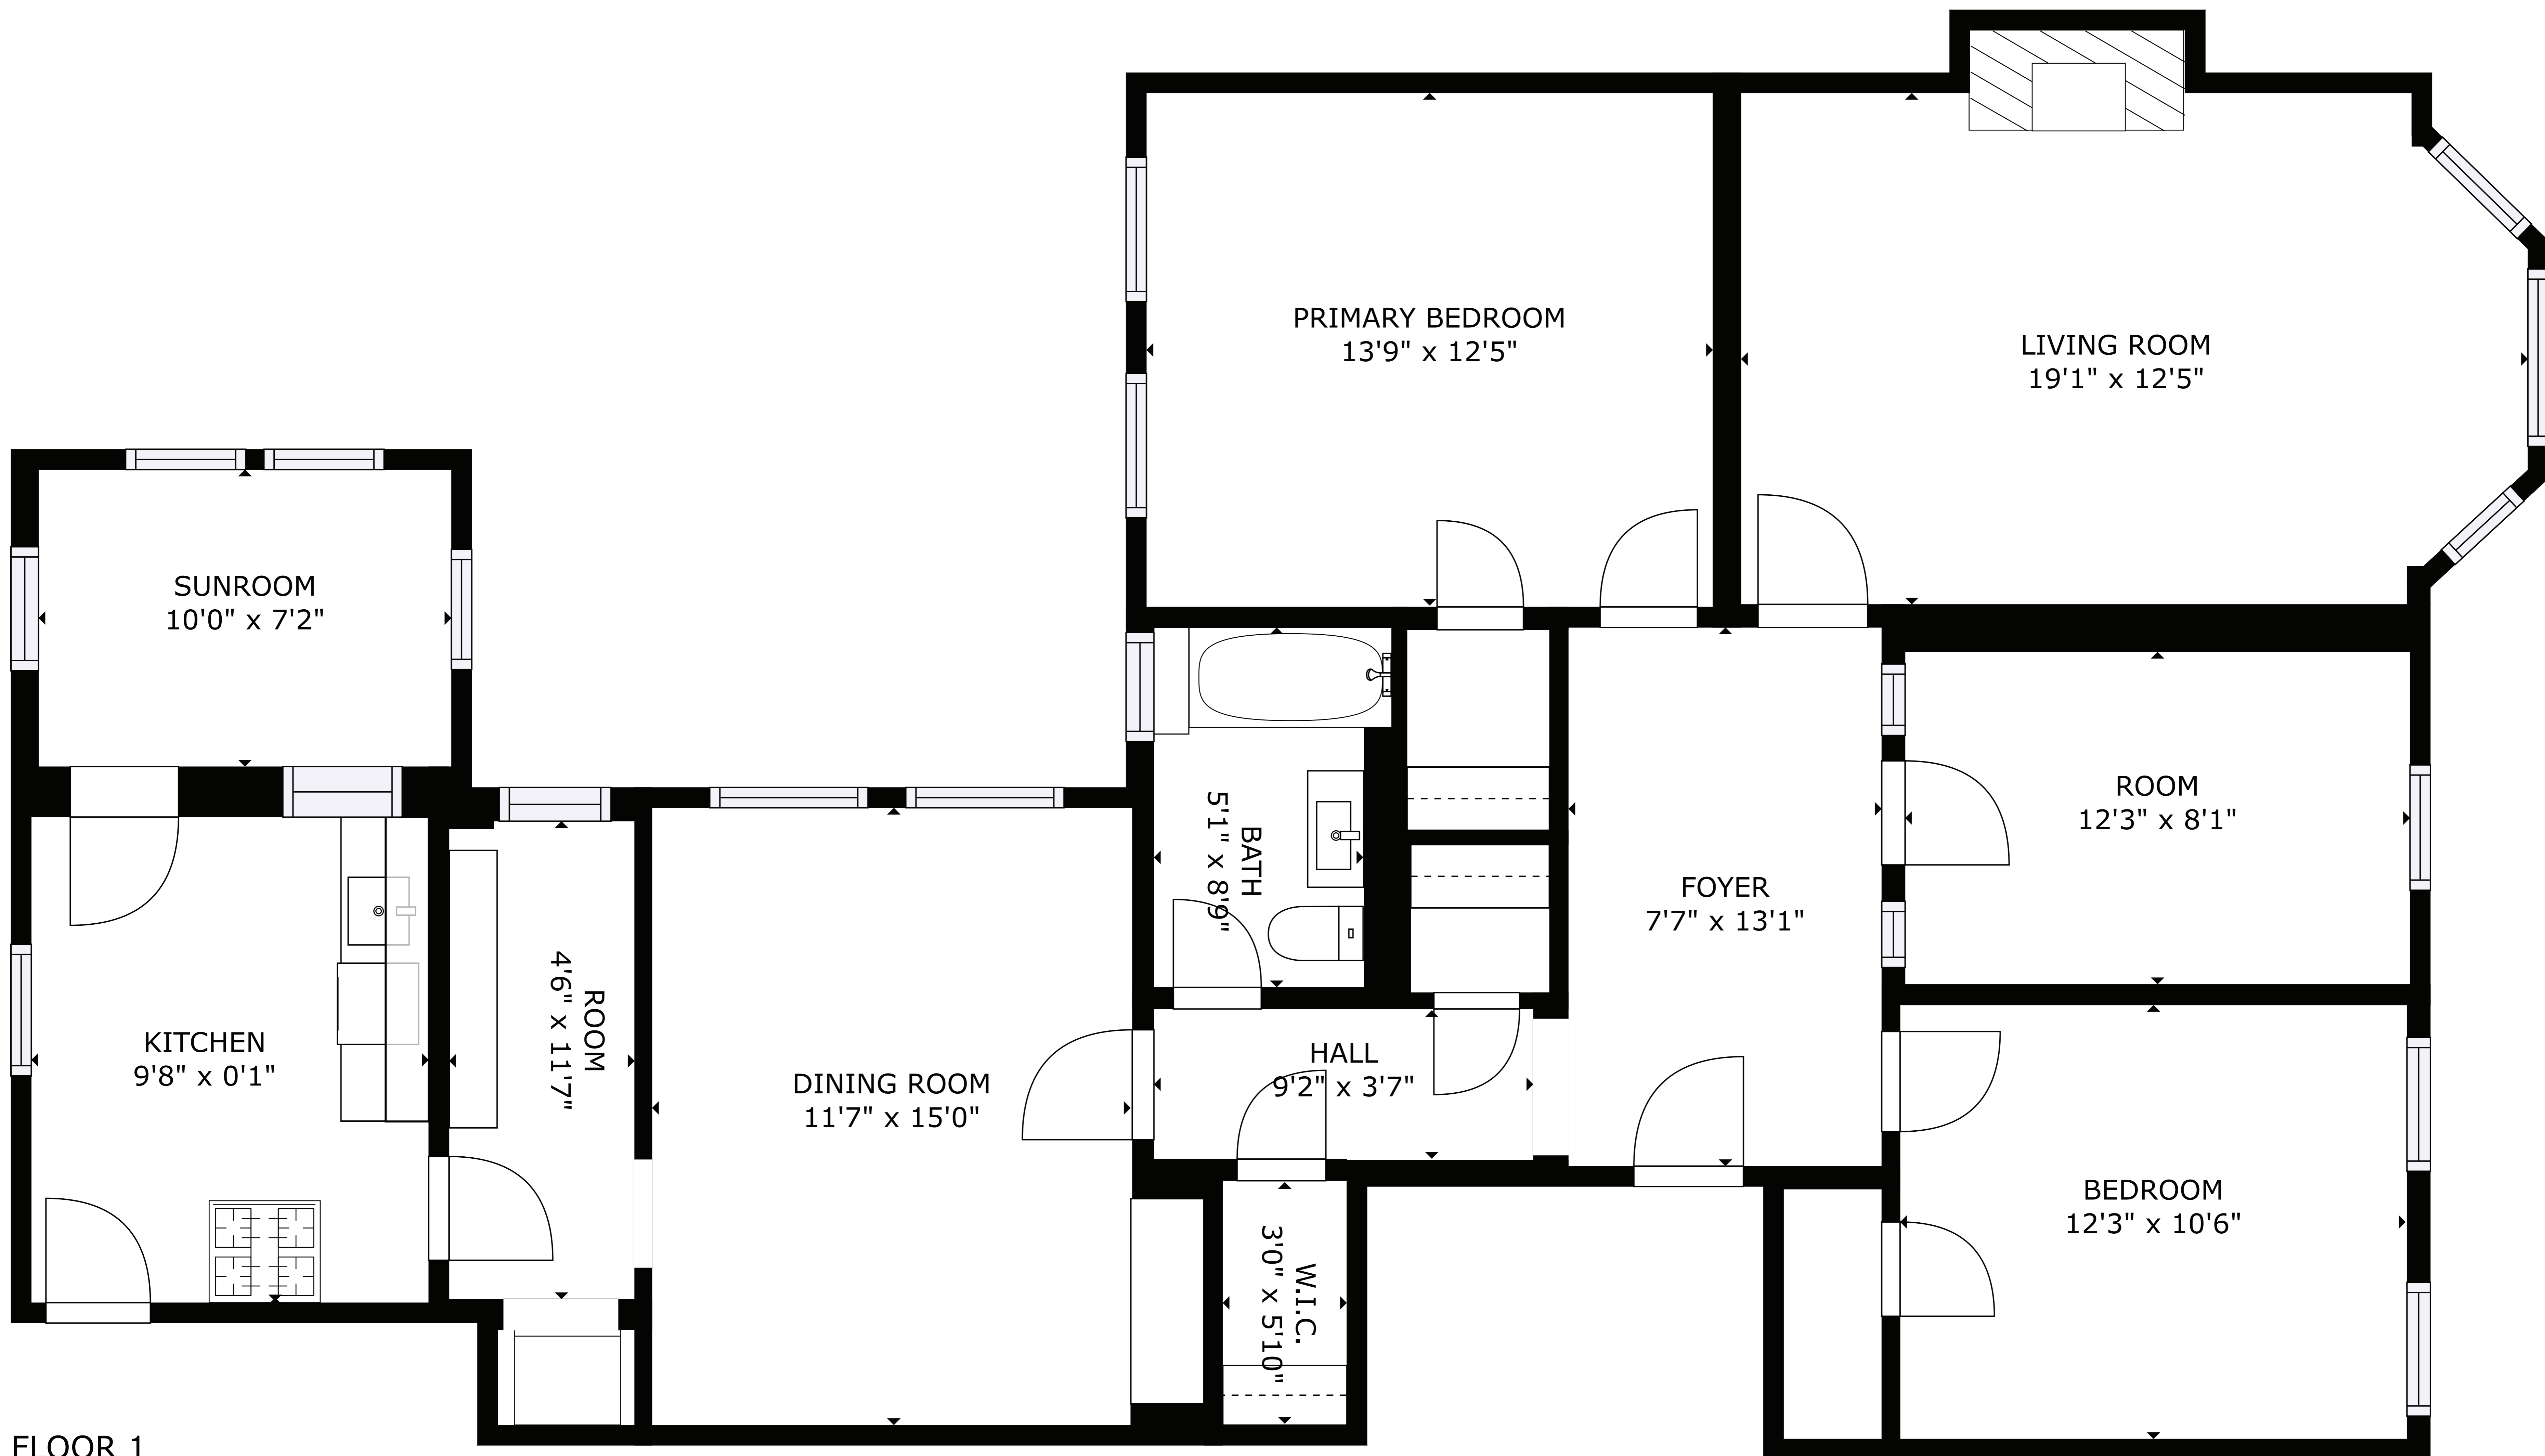 PRIMARY BEDROOM
13'9" x 12'5"
LIVING ROOM
19'1" x 12'5"
SUNROOM
10'0" x 7'2"
ROOM
12'3" x 8'1"
BATH
5'1" x 8'9"
FOYER
7'7" x 13'1"
KITCHEN
9'8" x 0'1"
ROOM
4'6" x 11'7"
DINING ROOM
11'7" x 15'0"
HALL
9'2" x 3'7"
BEDROOM
12'3" x 10'6"
W.I.C.
3'0" x 5'10"
FLOOR 1